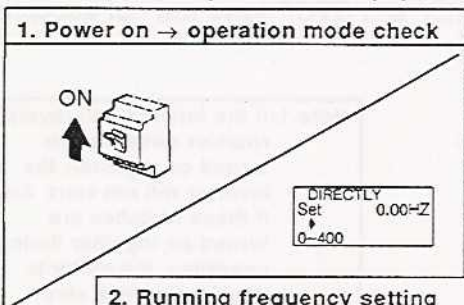 1. Power on → operation mode check
ON
DIRECTLY
Set 0.00HZ
0~400
2. Running frequency setting